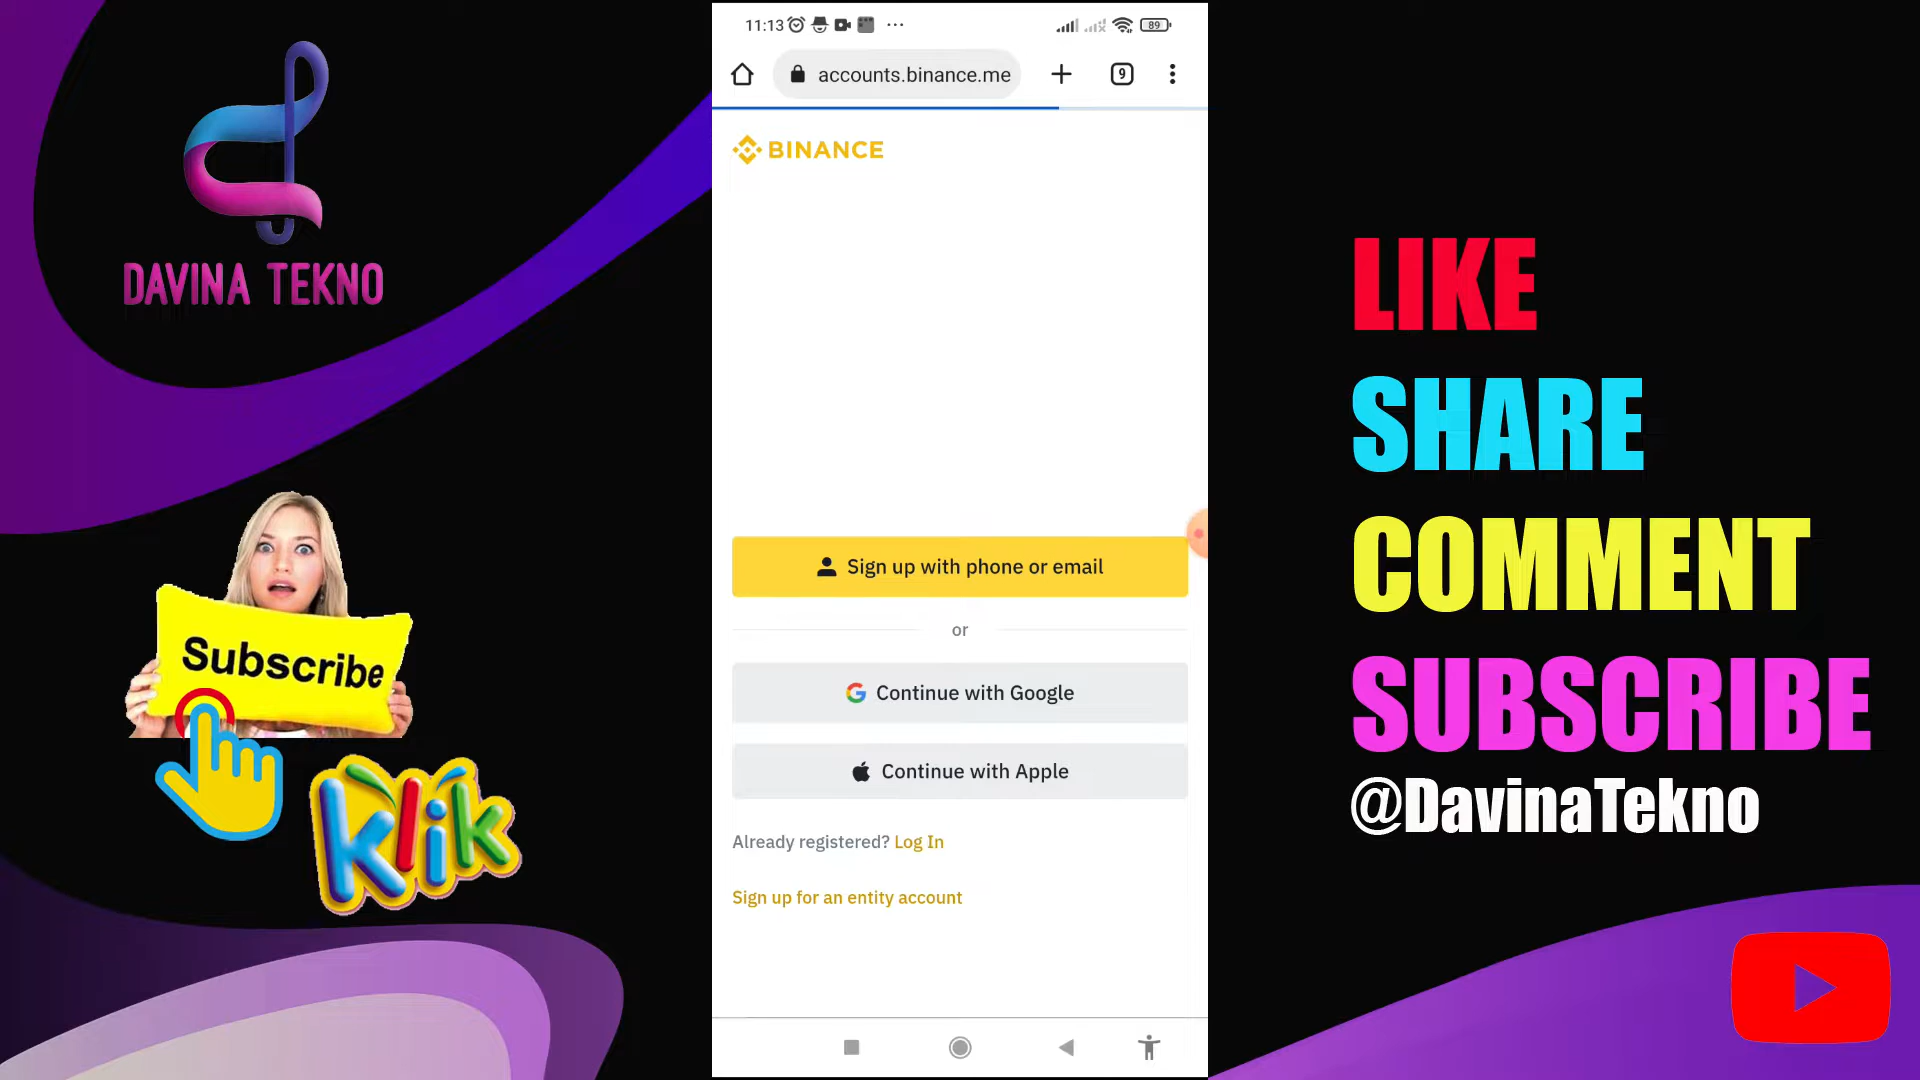 DAVINA TEKNO
Subscribe
klik
11:13
89
accounts.binance.me
9
BINANCE
Sign up with phone or email
or
Continue with Google
Continue with Apple
Already registered? Log In
Sign up for an entity account
LIKE
SHARE
COMMENT
SUBSCRIBE
@DavinaTekno